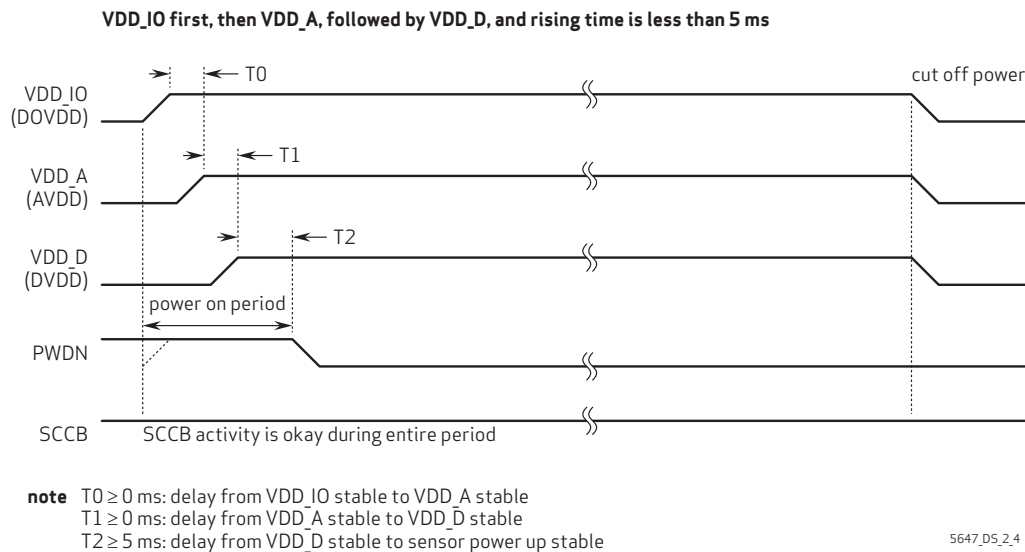 VDD_IO first, then VDD_A, followed by VDD_D, and rising time is less than 5 ms
T0
cut off power
VDD_IO
(DOVDD)
T1
VDD_A
(AVDD)
T2
VDD_D
(DVDD)
power on period
PWDN
SCCB
SCCB activity is okay during entire period
note T0 ≥ 0 ms: delay from VDD_IO stable to VDD_A stable
T1 ≥ 0 ms: delay from VDD_A stable to VDD_D stable
T2 ≥ 5 ms: delay from VDD_D stable to sensor power up stable
5647_DS_2_4